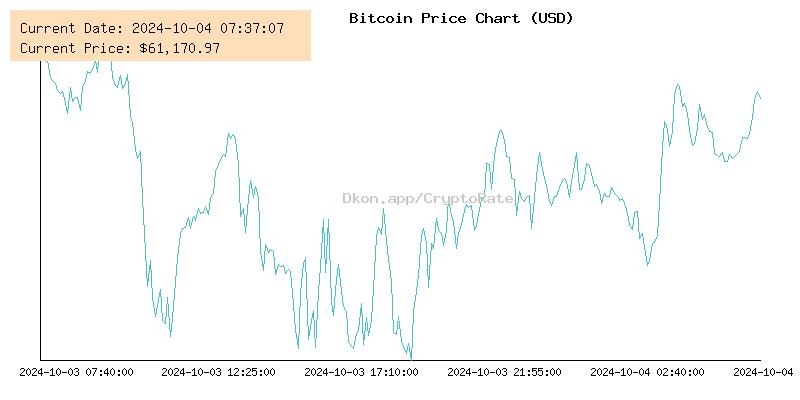 Bitcoin Price Chart (USD)
Current Date: 2024-10-04 07:37:07
Current Price: $61,170.97
Dkon.app/CryptoRate
2024-10-03 07:40:00 2024-10-03 12:25:00 2024-10-03 17:10:00 2024-10-03 21:55:00 2024-10-04 02:40:00 2024-10-04